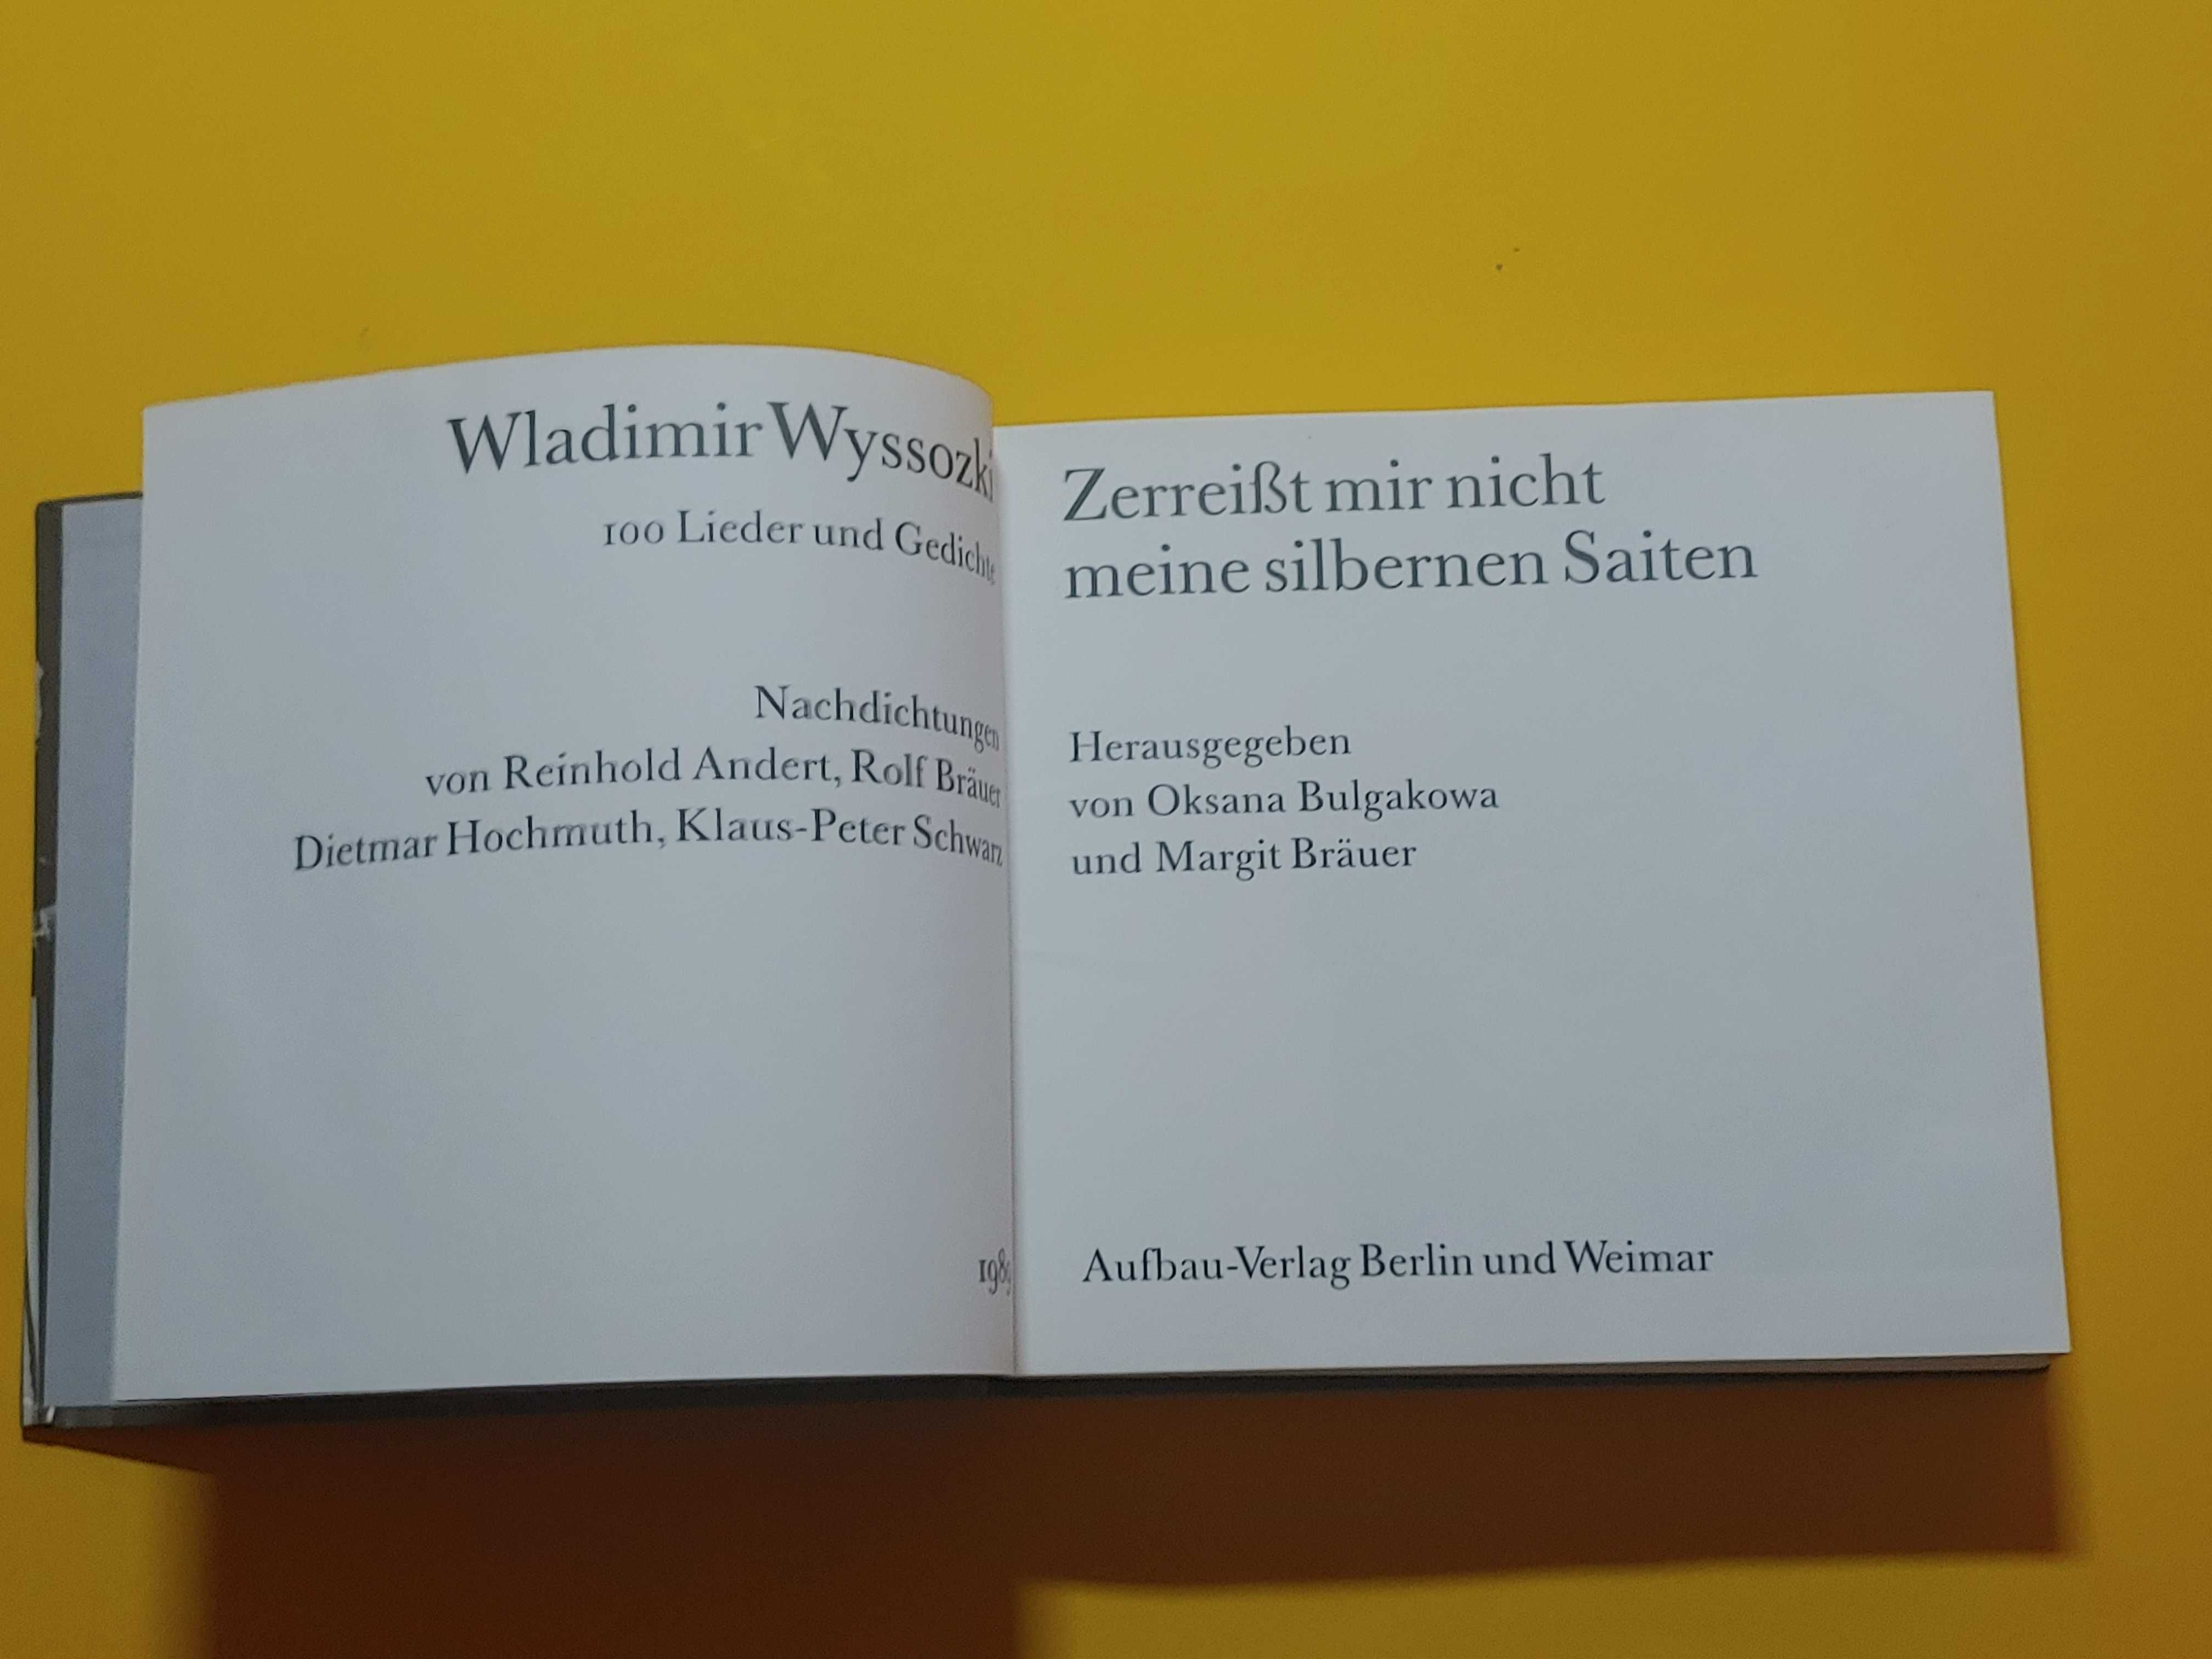 Wladimir Wyssozki
100 Lieder und Gedichte
Nachdichtungen
von Reinhold Andert, Rolf Bräuer
Dietmar Hochmuth, Klaus-Peter Schwarz
1989
Zerreißt mir nicht
meine silbernen Saiten
Herausgegeben
von Oksana Bulgakowa
und Margit Bräuer
Aufbau-Verlag Berlin und Weimar